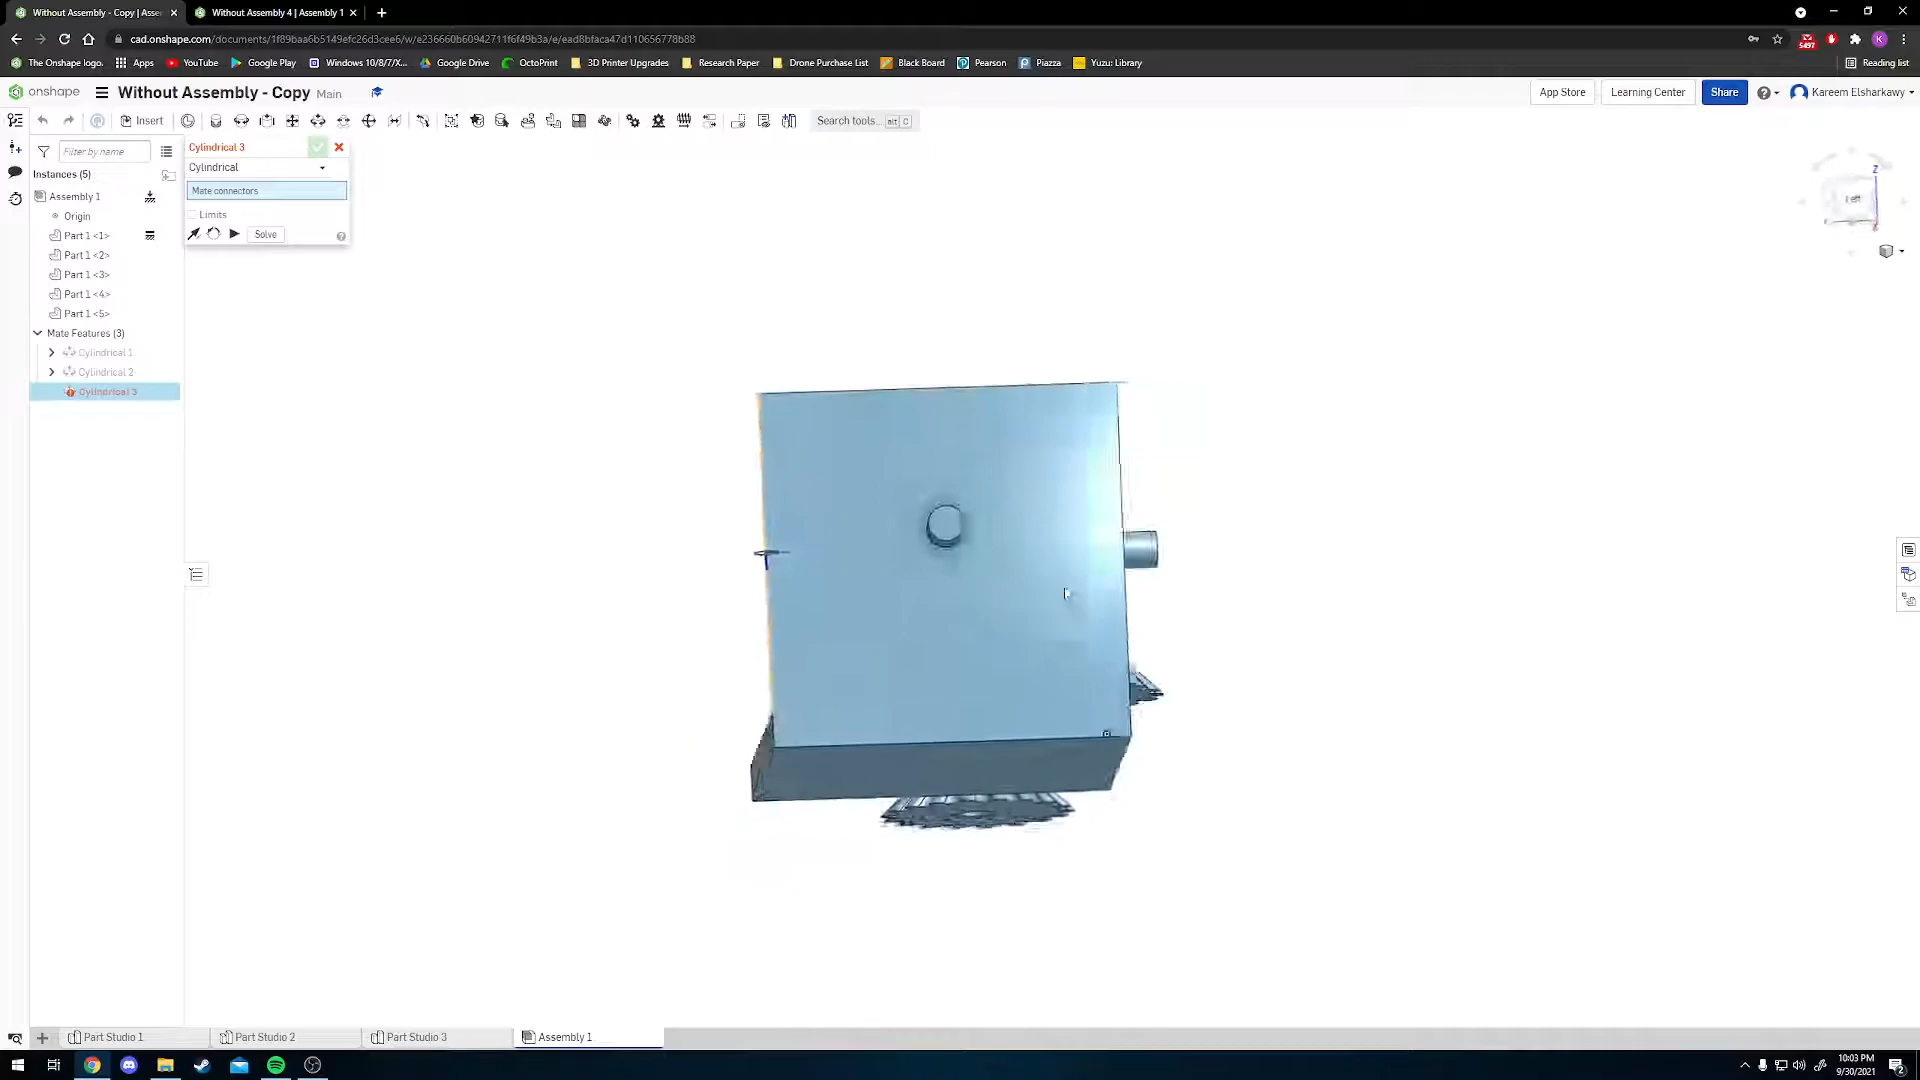 Without Assembly - Copy | Asse
Without Assembly 4 | Assembly 1
cad.onshape.com/documents/1f89baa6b5149efc26d3cee6/w/e236660b60942711f6f49b3a/e/ead8bfaca47d110656778b88
5497
K
The Onshape logo.
Apps
YouTube
Google Play
Windows 10/8/7/X...
Google Drive
OctoPrint
3D Printer Upgrades
Research Paper
Drone Purchase List
Black Board
Pearson
Piazza
Yuzu: Library
Reading list
onshape
Without Assembly - Copy Main
App Store
Learning Center
Share
Kareem Elsharkawy
Insert
Search tools... alt C
Filter by name
Instances (5)
Assembly 1
Origin
Part 1 <1>
Part 1 <2>
Part 1 <3>
Part 1 <4>
Part 1 <5>
Mate Features (3)
Cylindrical 1
Cylindrical 2
Cylindrical 3
Cylindrical 3
Cylindrical
Mate connectors
Limits
Solve
Z
Left
Part Studio 1
Part Studio 2
Part Studio 3
Assembly 1
10:03 PM
9/30/2021
2